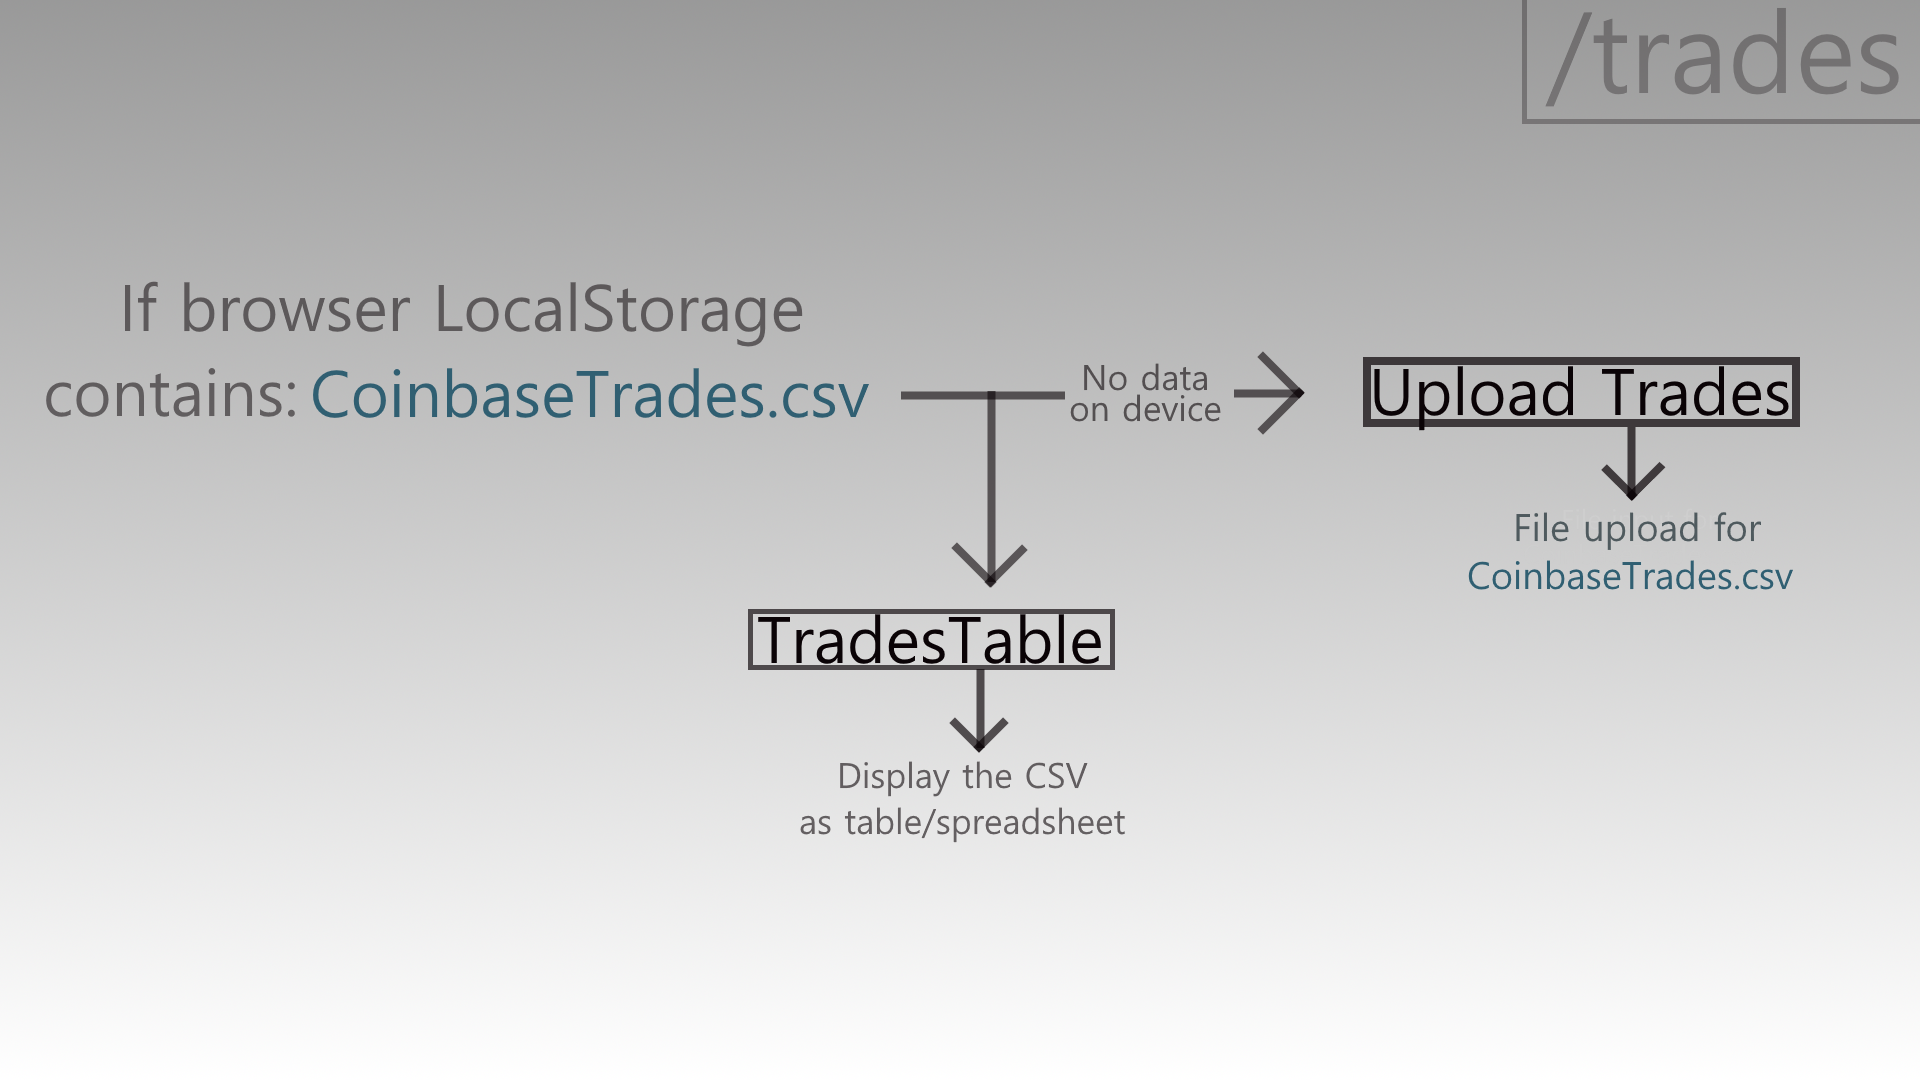 /trades
If browser LocalStorage
contains: CoinbaseTrades.csv
No data
on device
Upload Trades
File upload for
CoinbaseTrades.csv
TradesTable
Display the CSV
as table/spreadsheet